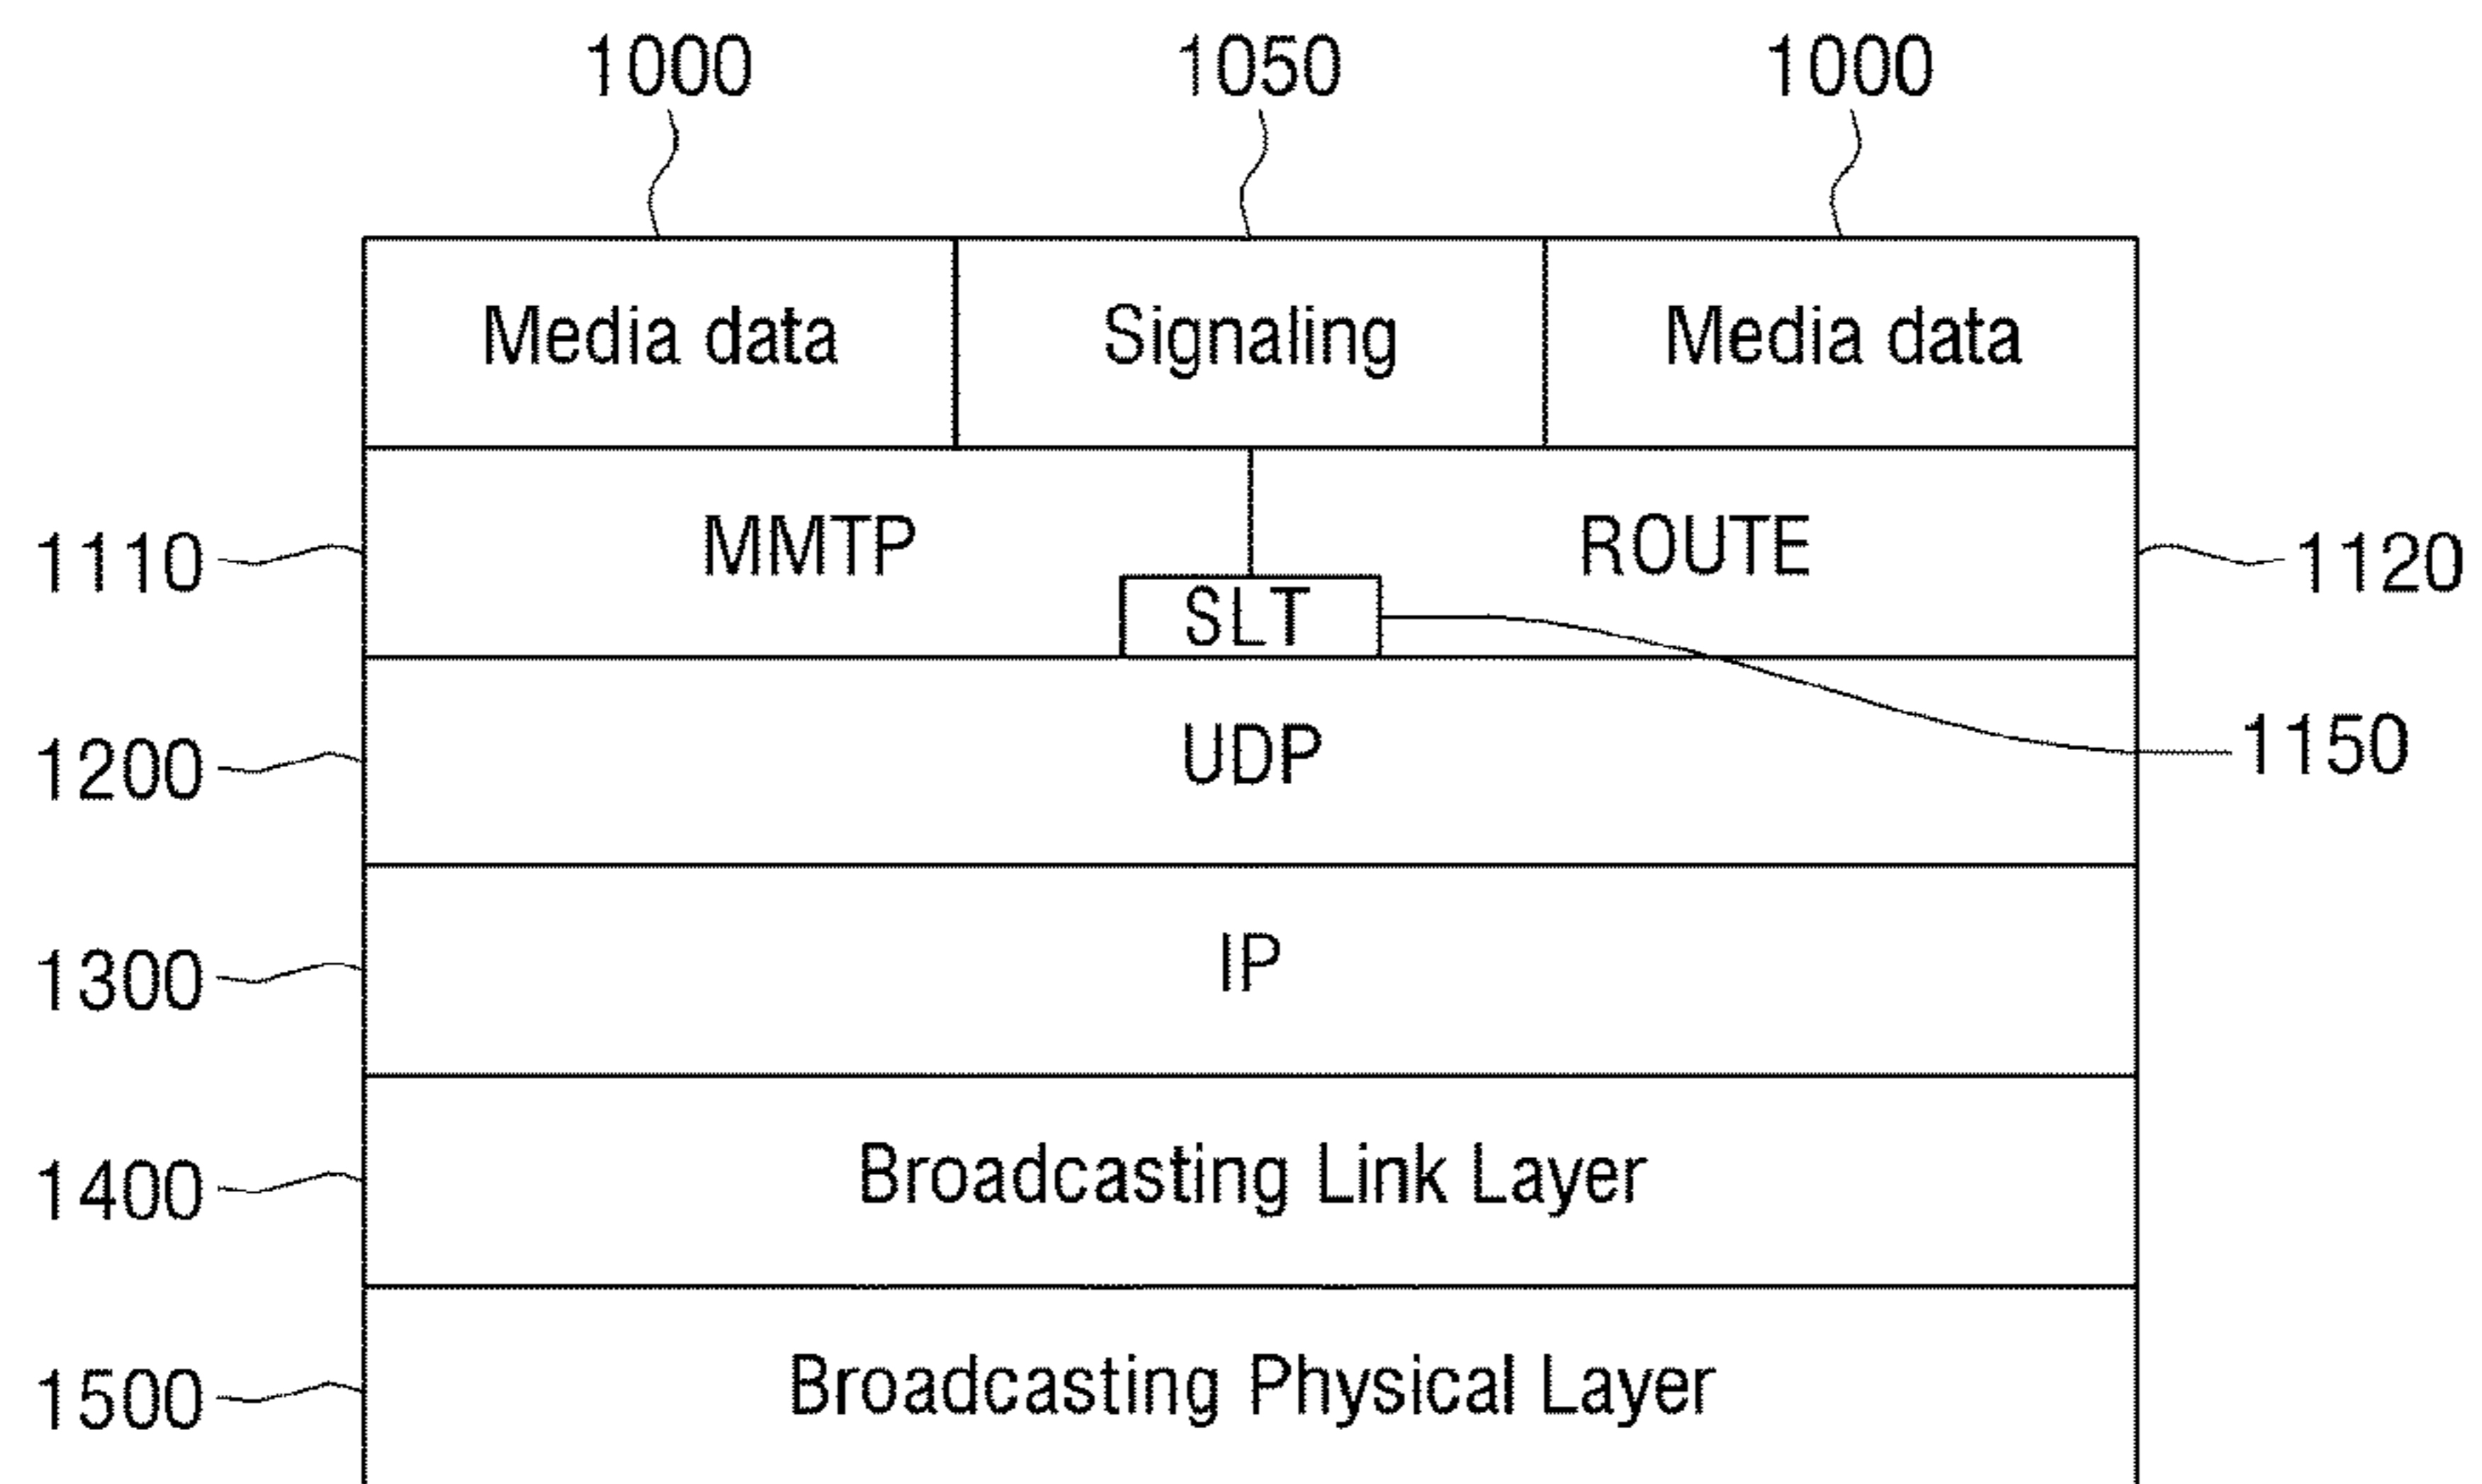 1000 1050 1000
Media data Signaling Media data
1110 MMTP ROUTE 1120
SLT
1200 UDP 1150
1300 IP
1400 Broadcasting Link Layer
1500 Broadcasting Physical Layer